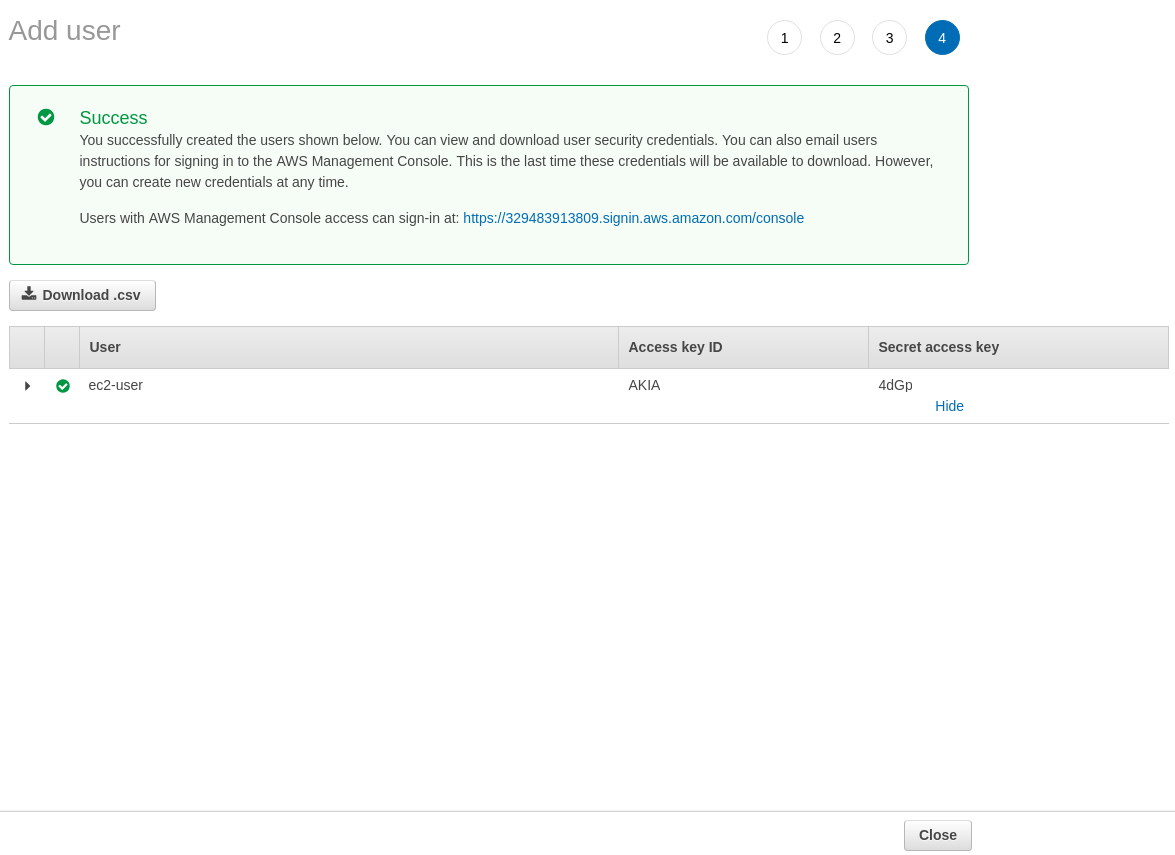 Add user
1 2 3 4
Success
You successfully created the users shown below. You can view and download user security credentials. You can also email users
instructions for signing in to the AWS Management Console. This is the last time these credentials will be available to download. However,
you can create new credentials at any time.
Users with AWS Management Console access can sign-in at: https://329483913809.signin.aws.amazon.com/console
Download .csv
User Access key ID Secret access key
ec2-user AKIA 4dGp
Hide
Close